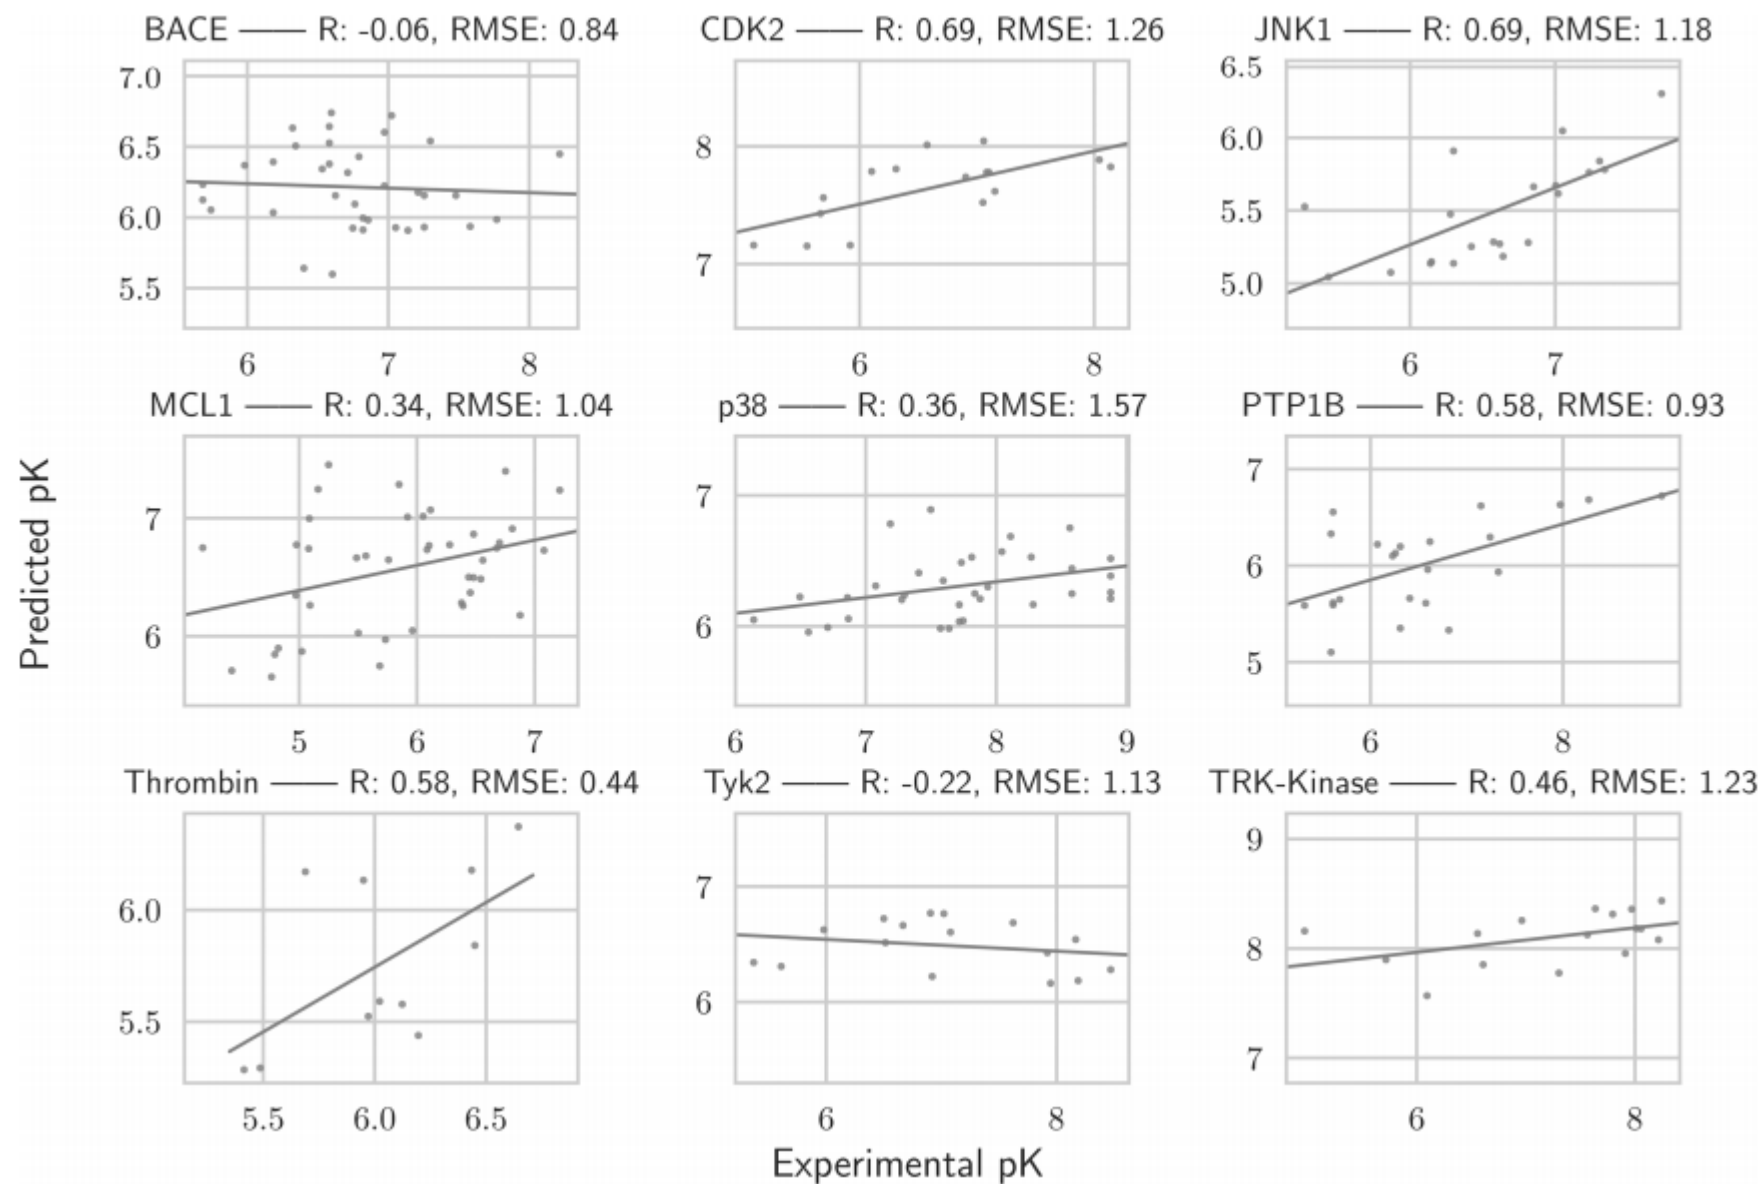 BACE —— R: -0.06, RMSE: 0.84
CDK2 —— R: 0.69, RMSE: 1.26
JNK1 —— R: 0.69, RMSE: 1.18
7.0
6.5
6.0
5.5
6 7 8
8
7
6 8
6.5
6.0
5.5
5.0
6 7
MCL1 —— R: 0.34, RMSE: 1.04
p38 —— R: 0.36, RMSE: 1.57
PTP1B —— R: 0.58, RMSE: 0.93
Predicted pK
7
6
5 6 7
7
6
6 7 8 9
7
6
5
6 8
Thrombin —— R: 0.58, RMSE: 0.44
Tyk2 —— R: -0.22, RMSE: 1.13
TRK-Kinase —— R: 0.46, RMSE: 1.23
6.0
5.5
5.5 6.0 6.5
7
6
6 8
9
8
7
6 8
Experimental pK